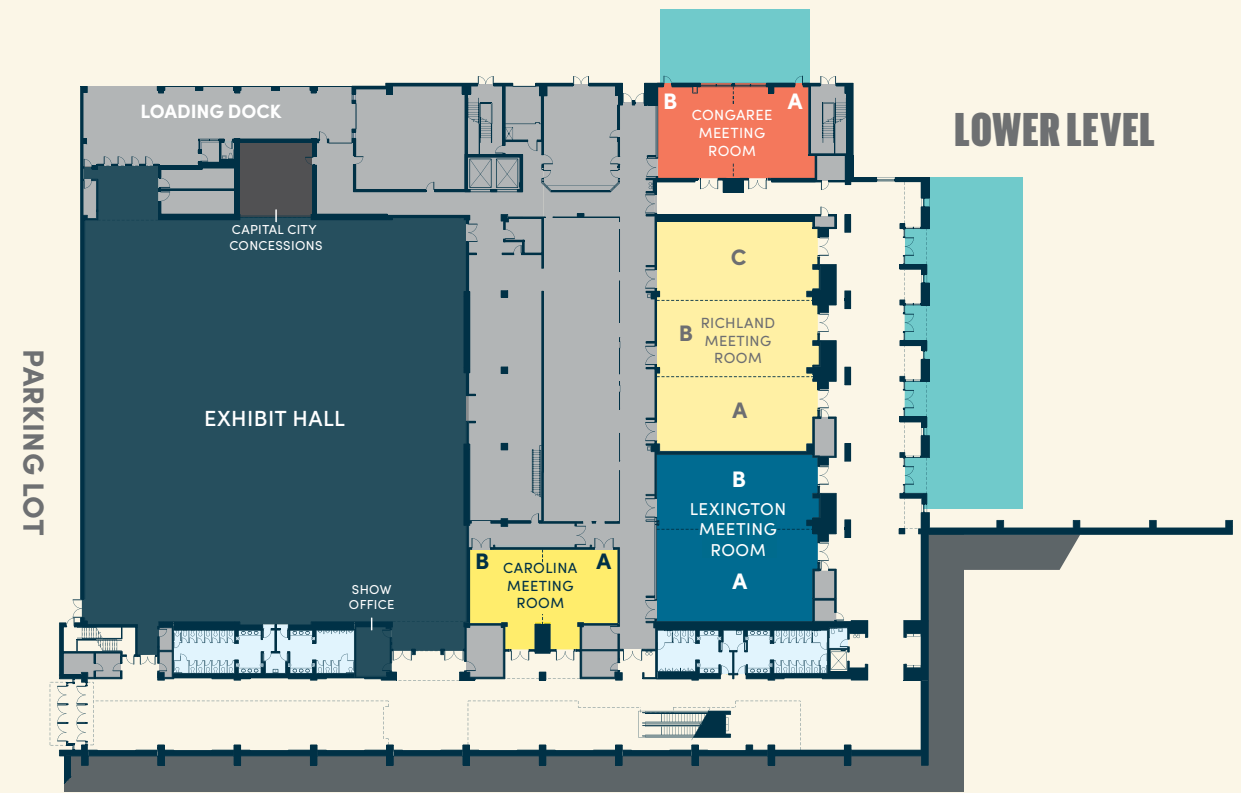 LOWER LEVEL
LOADING DOCK
B
A
CONGAREE
MEETING
ROOM
CAPITAL CITY
CONCESSIONS
C
B
RICHLAND
MEETING
ROOM
A
PARKING LOT
EXHIBIT HALL
B
LEXINGTON
MEETING
ROOM
A
B
A
CAROLINA
MEETING
ROOM
SHOW
OFFICE